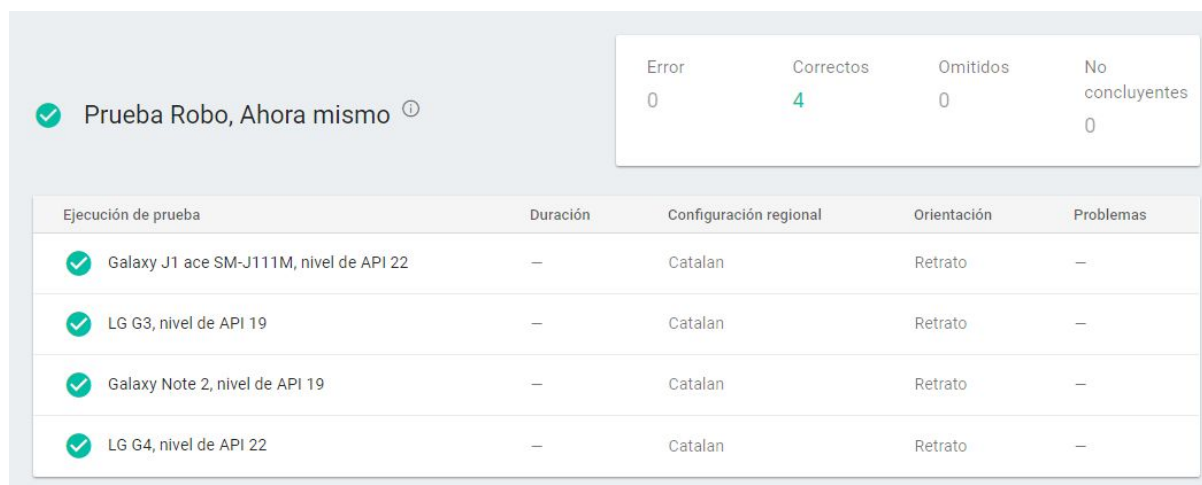 Error Correctos Omitidos No
concluyentes
0 4 0 0
Prueba Robo, Ahora mismo
Ejecución de prueba Duración Configuración regional Orientación Problemas
Galaxy J1 ace SM-J111M, nivel de API 22 — Catalan Retrato —
LG G3, nivel de API 19 — Catalan Retrato —
Galaxy Note 2, nivel de API 19 — Catalan Retrato —
LG G4, nivel de API 22 — Catalan Retrato —